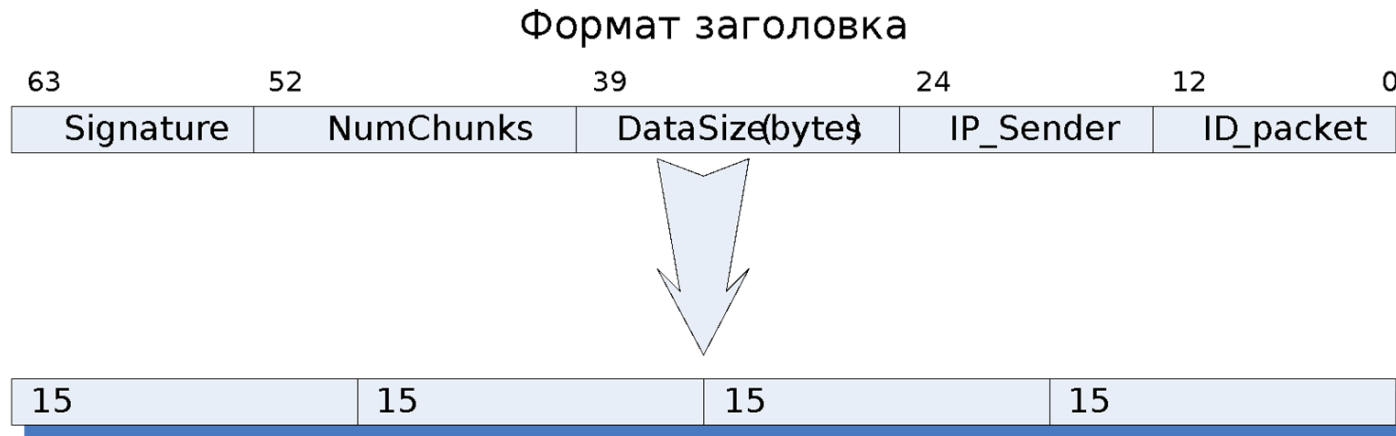 Формат заголовка
63 52 39 24 12 0
Signature NumChunks DataSize(bytes) IP_Sender ID_packet
15 15 15 15